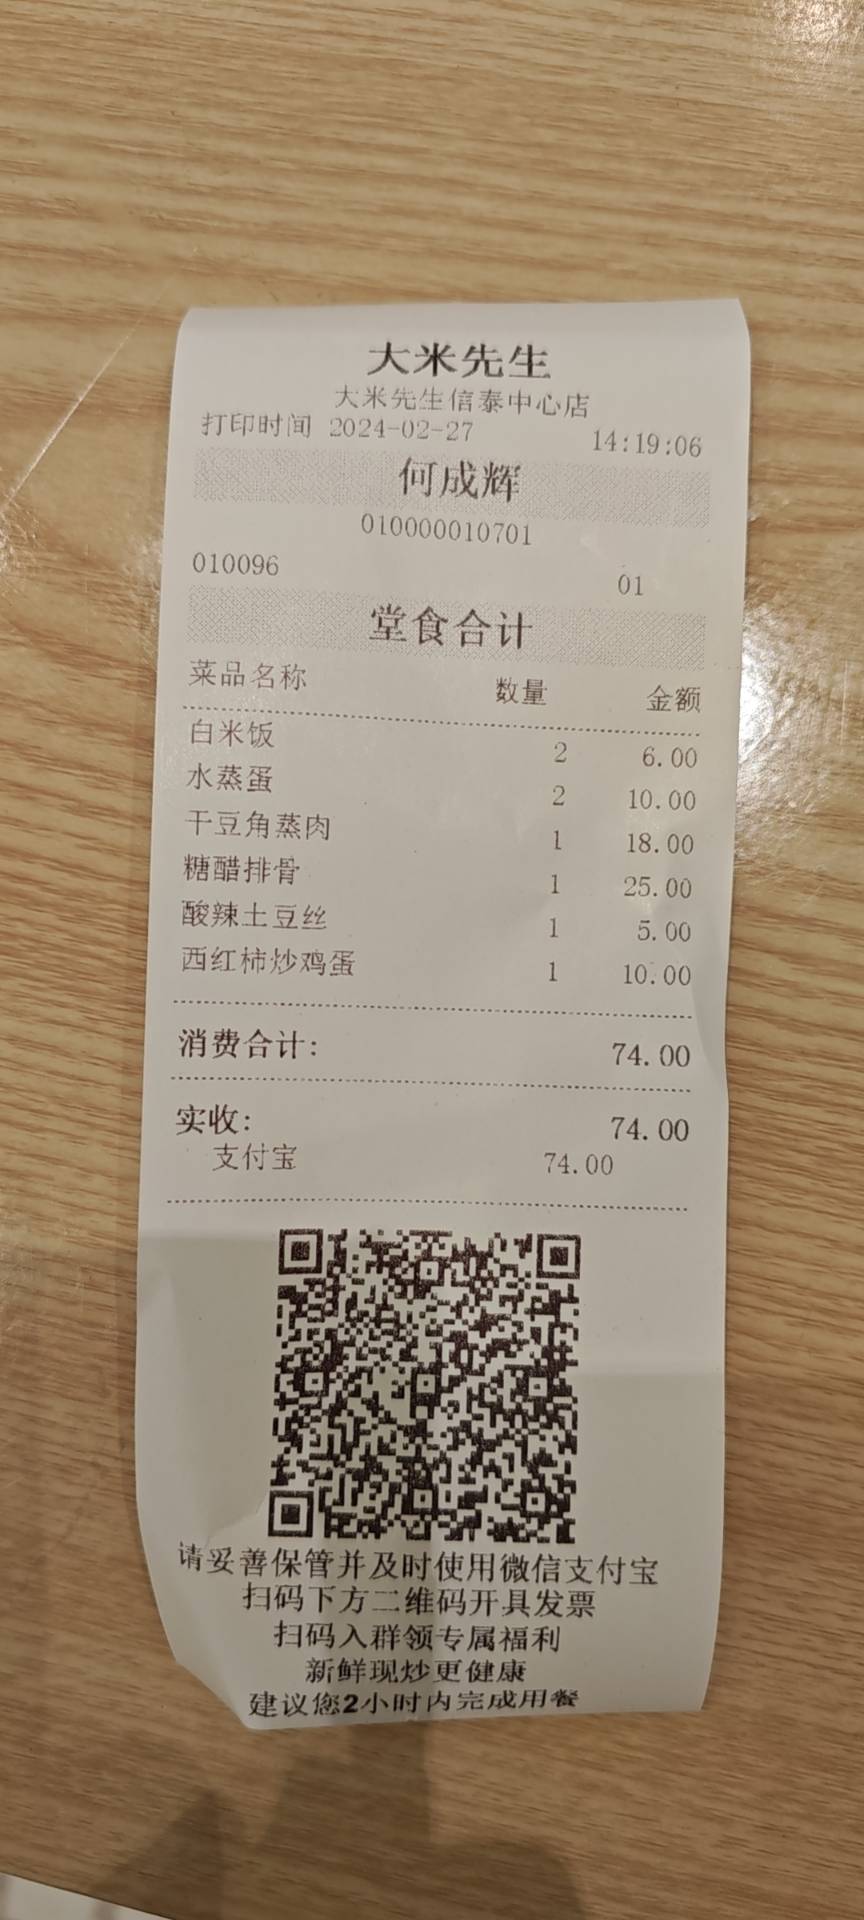 大米先生
大米先生信泰中心店
打印时间 2024-02-27 14:19:06
何成辉
010000010701
010096 01
堂食合计
菜品名称 数量 金额
白米饭 2 6.00
水蒸蛋 2 10.00
干豆角蒸肉 1 18.00
糖醋排骨 1 25.00
酸辣土豆丝 1 5.00
西红柿炒鸡蛋 1 10.00
消费合计: 74.00
实收: 74.00
支付宝 74.00
请妥善保管并及时使用微信支付宝
扫码下方二维码开具发票
扫码入群领专属福利
新鲜现炒更健康
建议您2小时内完成用餐